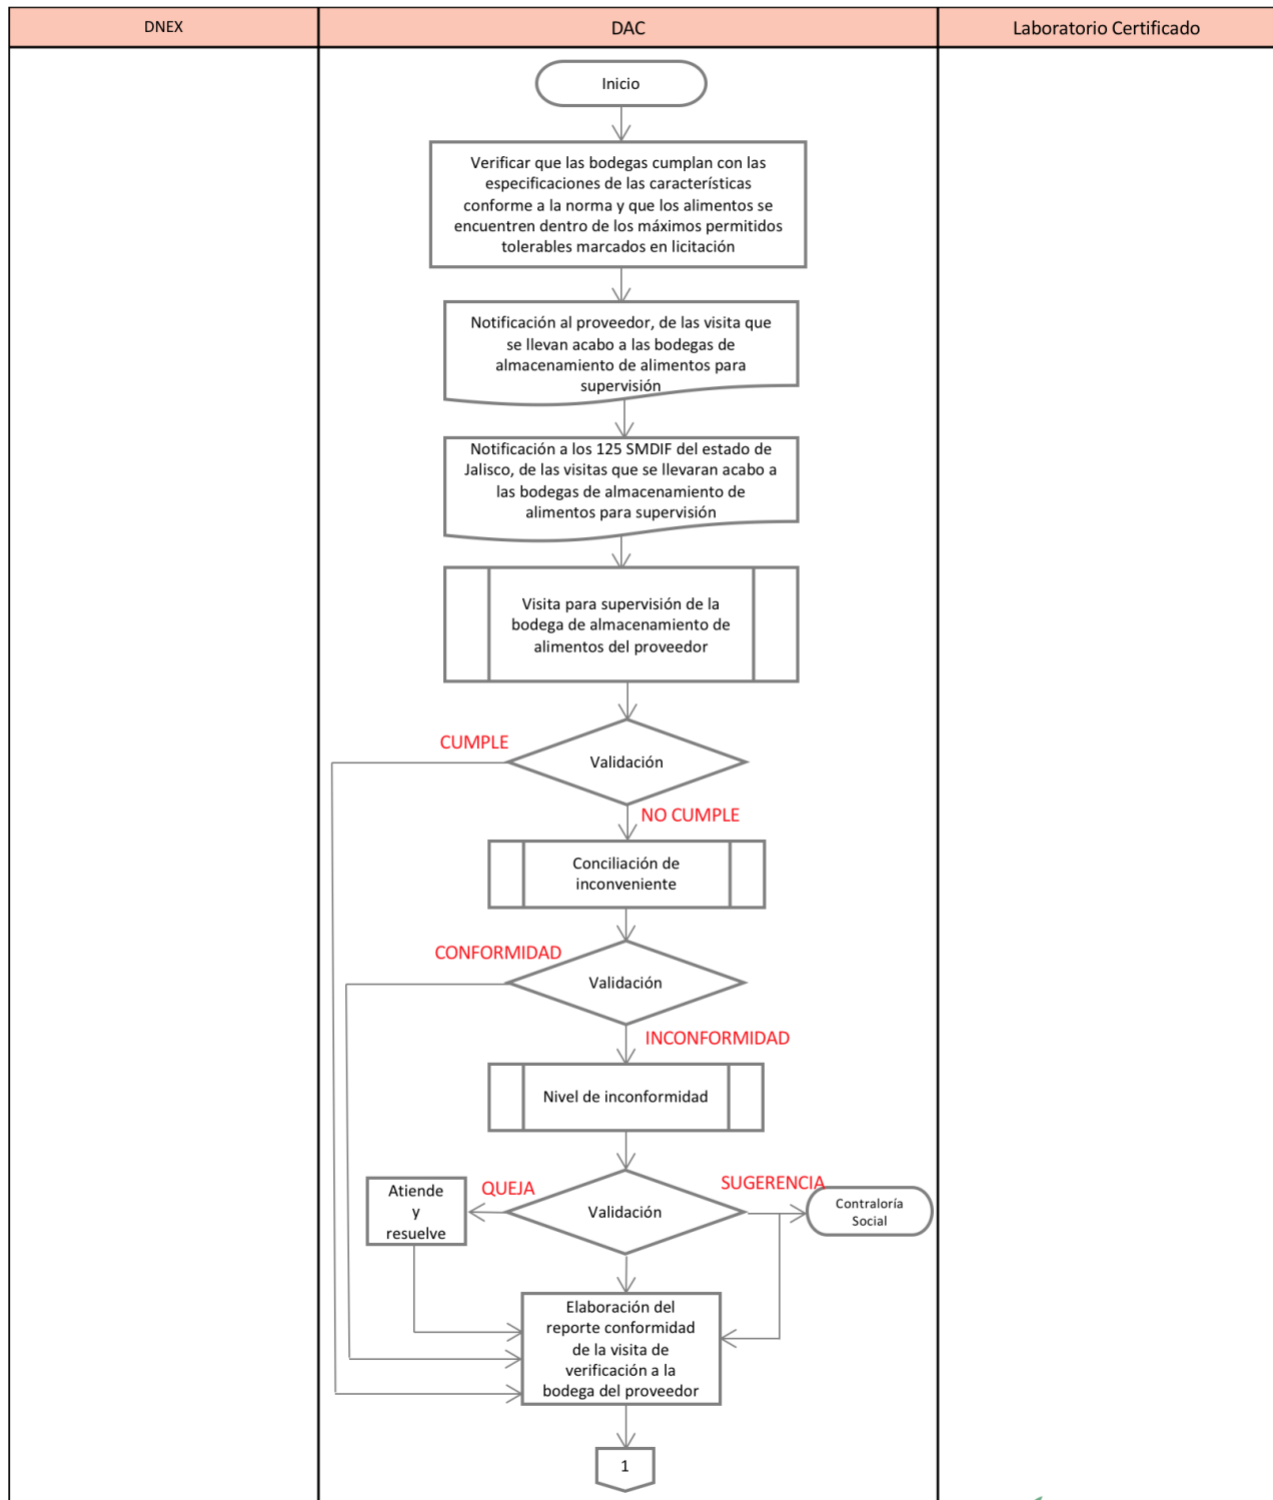 DNEX
DAC
Laboratorio Certificado
Inicio
Verificar que las bodegas cumplan con las
especificaciones de las características
conforme a la norma y que los alimentos se
encuentren dentro de los máximos permitidos
tolerables marcados en licitación
Notificación al proveedor, de las visita que
se llevan acabo a las bodegas de
almacenamiento de alimentos para
supervisión
Notificación a los 125 SMDIF del estado de
Jalisco, de las visitas que se llevaran acabo a
las bodegas de almacenamiento de
alimentos para supervisión
Visita para supervisión de la
bodega de almacenamiento de
alimentos del proveedor
CUMPLE
Validación
NO CUMPLE
Conciliación de
inconveniente
CONFORMIDAD
Validación
INCONFORMIDAD
Nivel de inconformidad
Atiende
y
resuelve
QUEJA
Validación
SUGERENCIA
Contraloría
Social
Elaboración del
reporte conformidad
de la visita de
verificación a la
bodega del proveedor
1